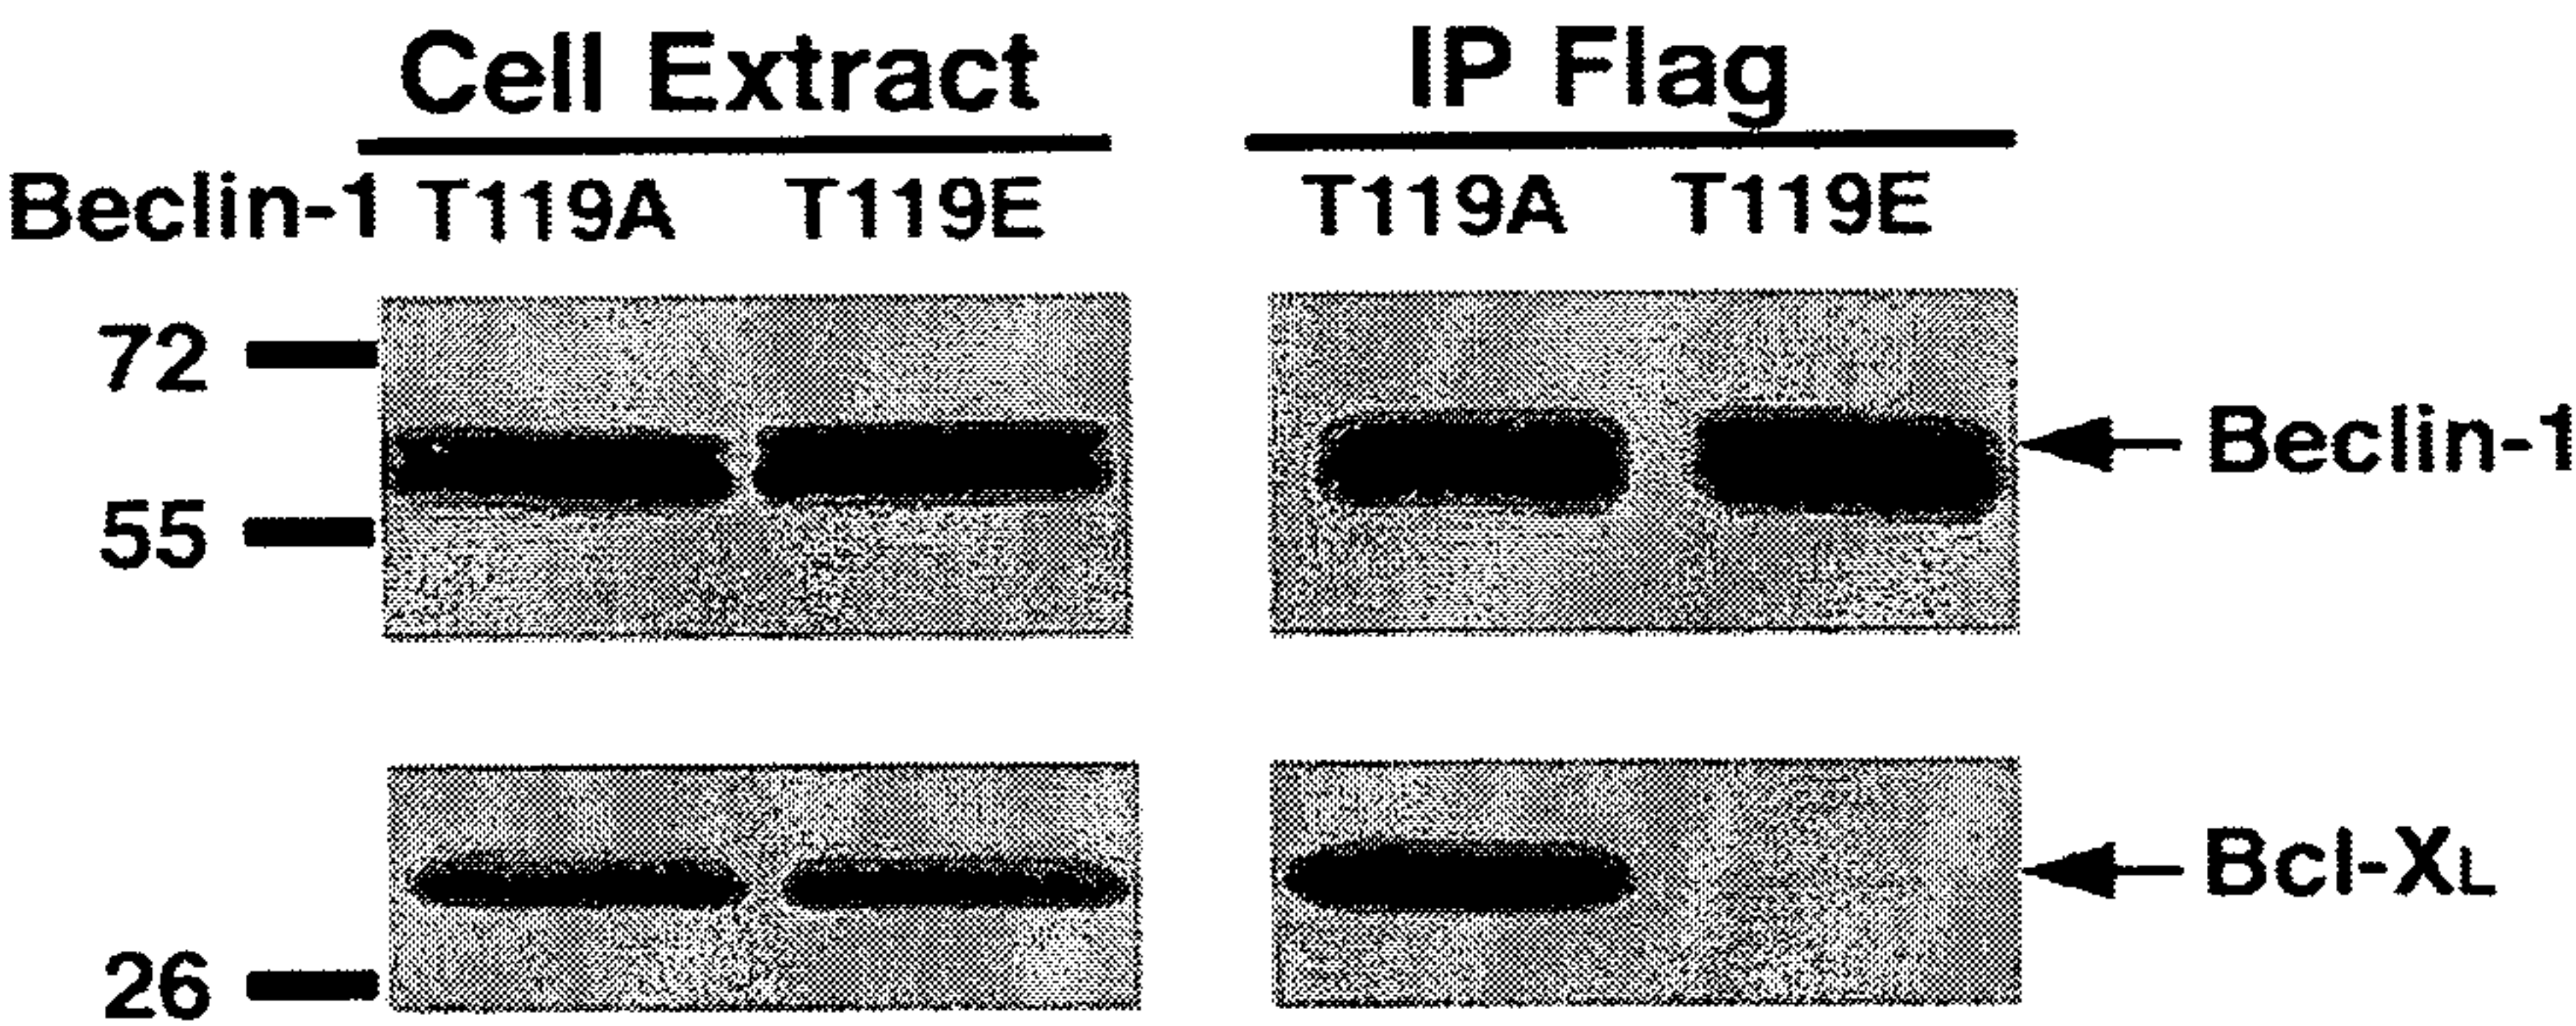 Cell Extract IP Flag
Beclin-1 T119A T119E T119A T119E
72
Beclin-1
55
Bcl-XL
26